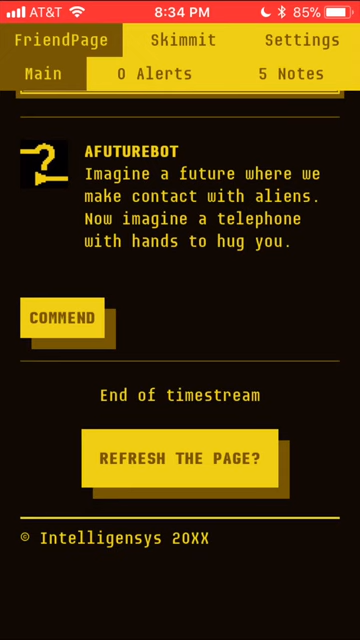 AT&T 8:34 PM 85%
FriendPage Skimmit Settings
Main 0 Alerts 5 Notes
AFUTUREBOT
Imagine a future where we
make contact with aliens.
Now imagine a telephone
with hands to hug you.
COMMEND
End of timestream
REFRESH THE PAGE?
© Intelligensys 20XX